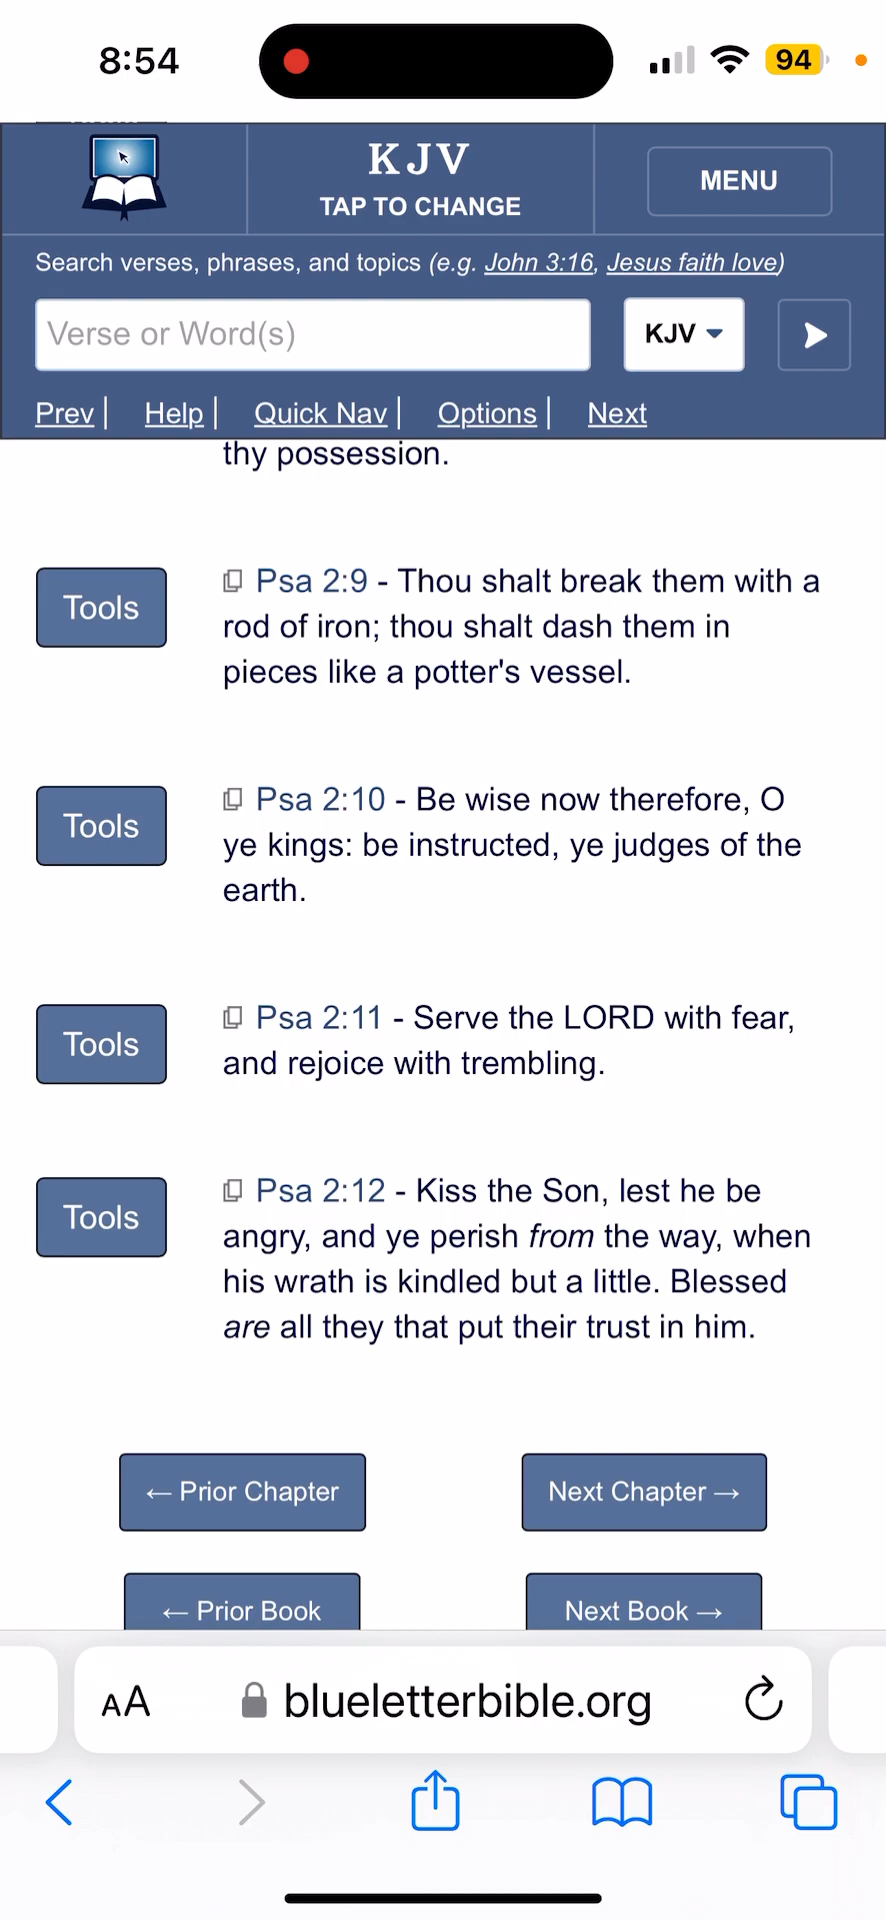 8:54
94
KJV
TAP TO CHANGE
MENU
Search verses, phrases, and topics (e.g. John 3:16, Jesus faith love)
Verse or Word(s)
KJV
Prev | Help | Quick Nav | Options | Next
thy possession.
Tools
Psa 2:9 - Thou shalt break them with a
rod of iron; thou shalt dash them in
pieces like a potter's vessel.
Tools
Psa 2:10 - Be wise now therefore, O
ye kings: be instructed, ye judges of the
earth.
Tools
Psa 2:11 - Serve the LORD with fear,
and rejoice with trembling.
Tools
Psa 2:12 - Kiss the Son, lest he be
angry, and ye perish from the way, when
his wrath is kindled but a little. Blessed
are all they that put their trust in him.
← Prior Chapter
Next Chapter →
← Prior Book
Next Book →
AA
blueletterbible.org